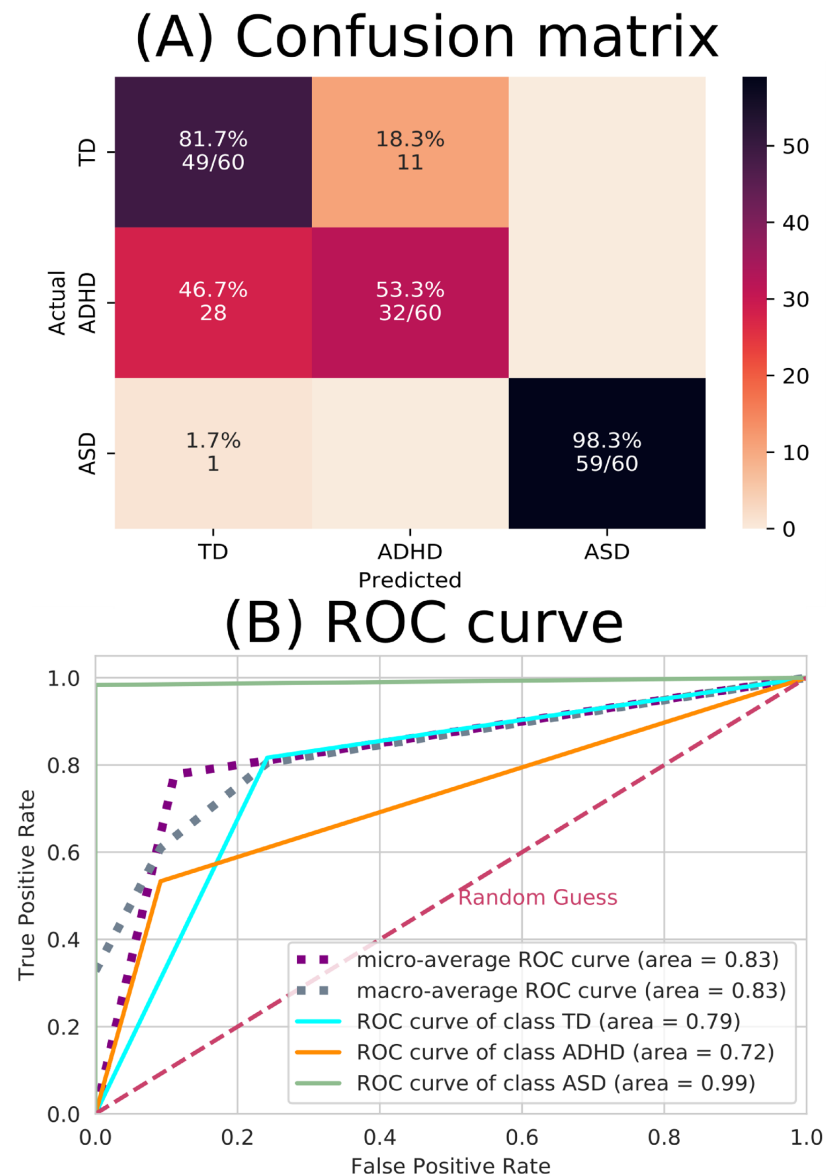 (A) Confusion matrix
TD
81.7%
49/60
18.3%
11
Actual
ADHD
46.7%
28
53.3%
32/60
ASD
1.7%
1
98.3%
59/60
TD
ADHD
ASD
Predicted
50
40
30
20
10
0
(B) ROC curve
True Positive Rate
1.0
0.8
0.6
0.4
0.2
0.0
Random Guess
micro-average ROC curve (area = 0.83)
macro-average ROC curve (area = 0.83)
ROC curve of class TD (area = 0.79)
ROC curve of class ADHD (area = 0.72)
ROC curve of class ASD (area = 0.99)
0.0
0.2
0.4
0.6
0.8
1.0
False Positive Rate